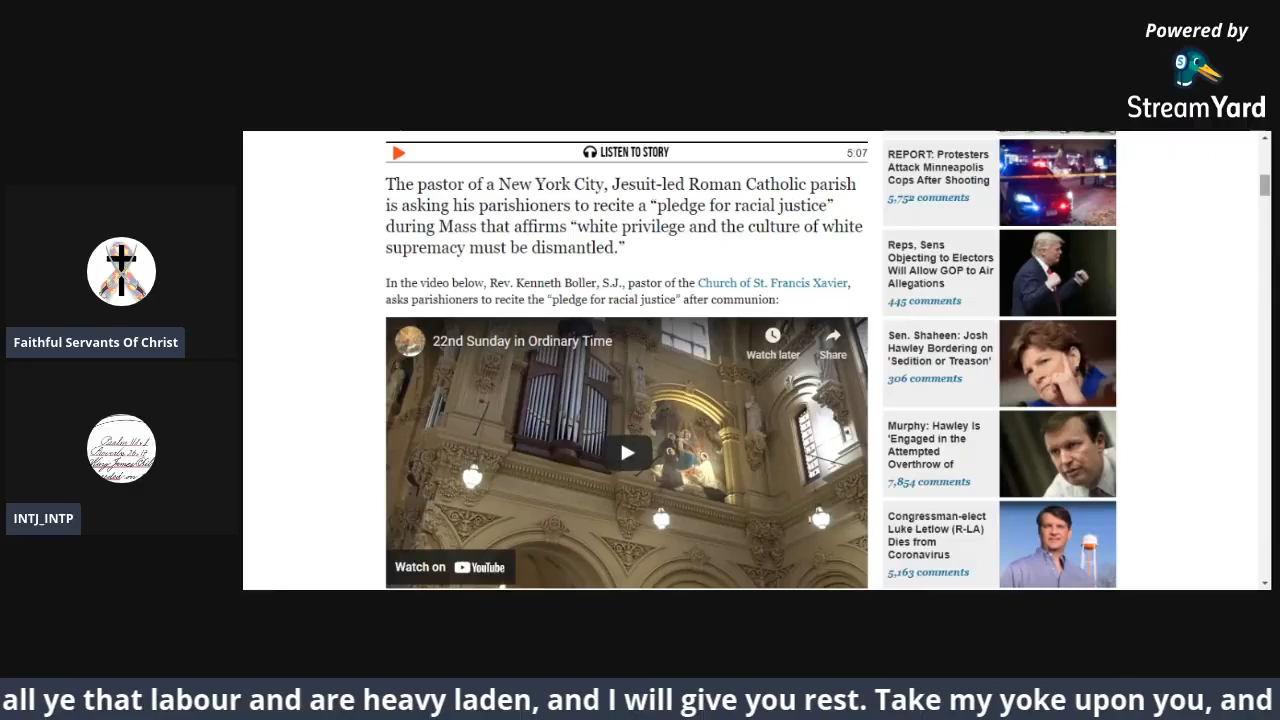 Powered by
S
StreamYard
LISTEN TO STORY
5:07
The pastor of a New York City, Jesuit-led Roman Catholic parish
is asking his parishioners to recite a “pledge for racial justice”
during Mass that affirms “white privilege and the culture of white
supremacy must be dismantled.”
In the video below, Rev. Kenneth Boller, S.J., pastor of the Church of St. Francis Xavier,
asks parishioners to recite the “pledge for racial justice” after communion:
22nd Sunday in Ordinary Time
Watch later
Share
Watch on YouTube
REPORT: Protesters
Attack Minneapolis
Cops After Shooting
5,752 comments
Reps, Sens
Objecting to Electors
Will Allow GOP to Air
Allegations
445 comments
Sen. Shaheen: Josh
Hawley Bordering on
'Sedition or Treason'
306 comments
Murphy: Hawley Is
'Engaged in the
Attempted
Overthrow of
7,854 comments
Congressman-elect
Luke Letlow (R-LA)
Dies from
Coronavirus
5,163 comments
Faithful Servants Of Christ
INTJ_INTP
all ye that labour and are heavy laden, and I will give you rest. Take my yoke upon you, and